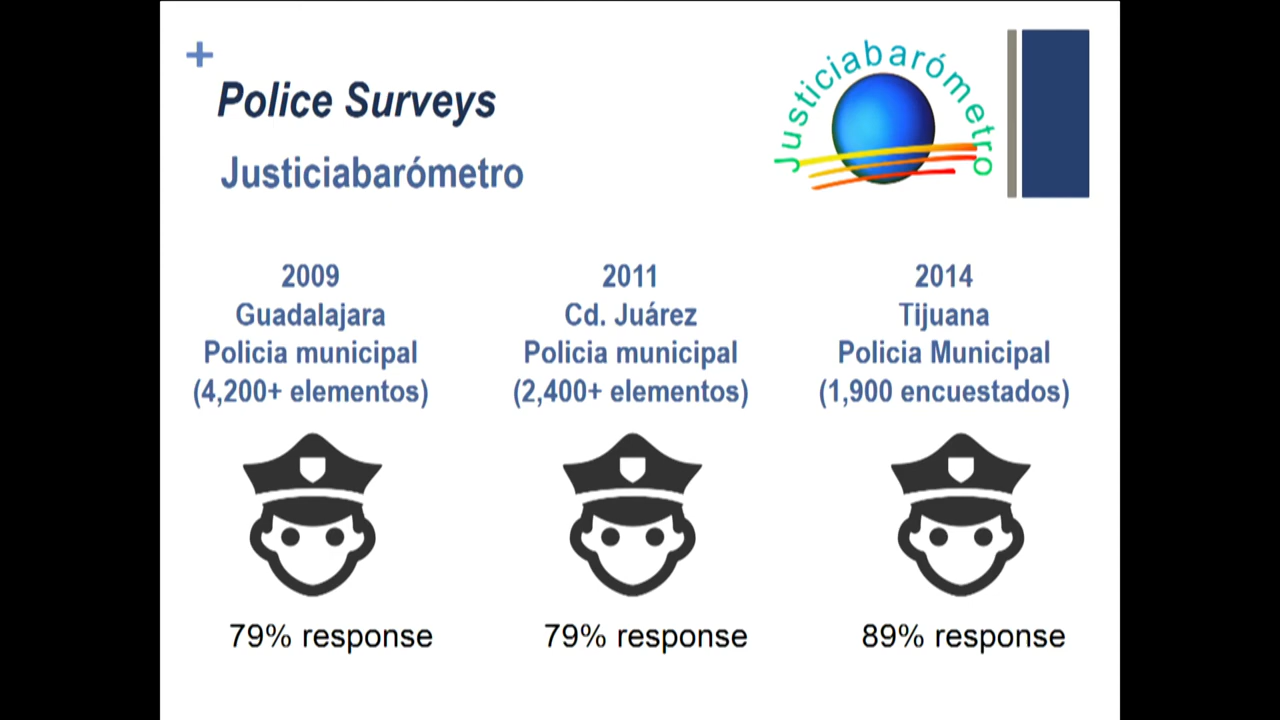 +
Police Surveys
Justiciabarómetro
Justiciabarómetro
2009
Guadalajara
Policia municipal
(4,200+ elementos)
79% response
2011
Cd. Juárez
Policia municipal
(2,400+ elementos)
79% response
2014
Tijuana
Policia Municipal
(1,900 encuestados)
89% response